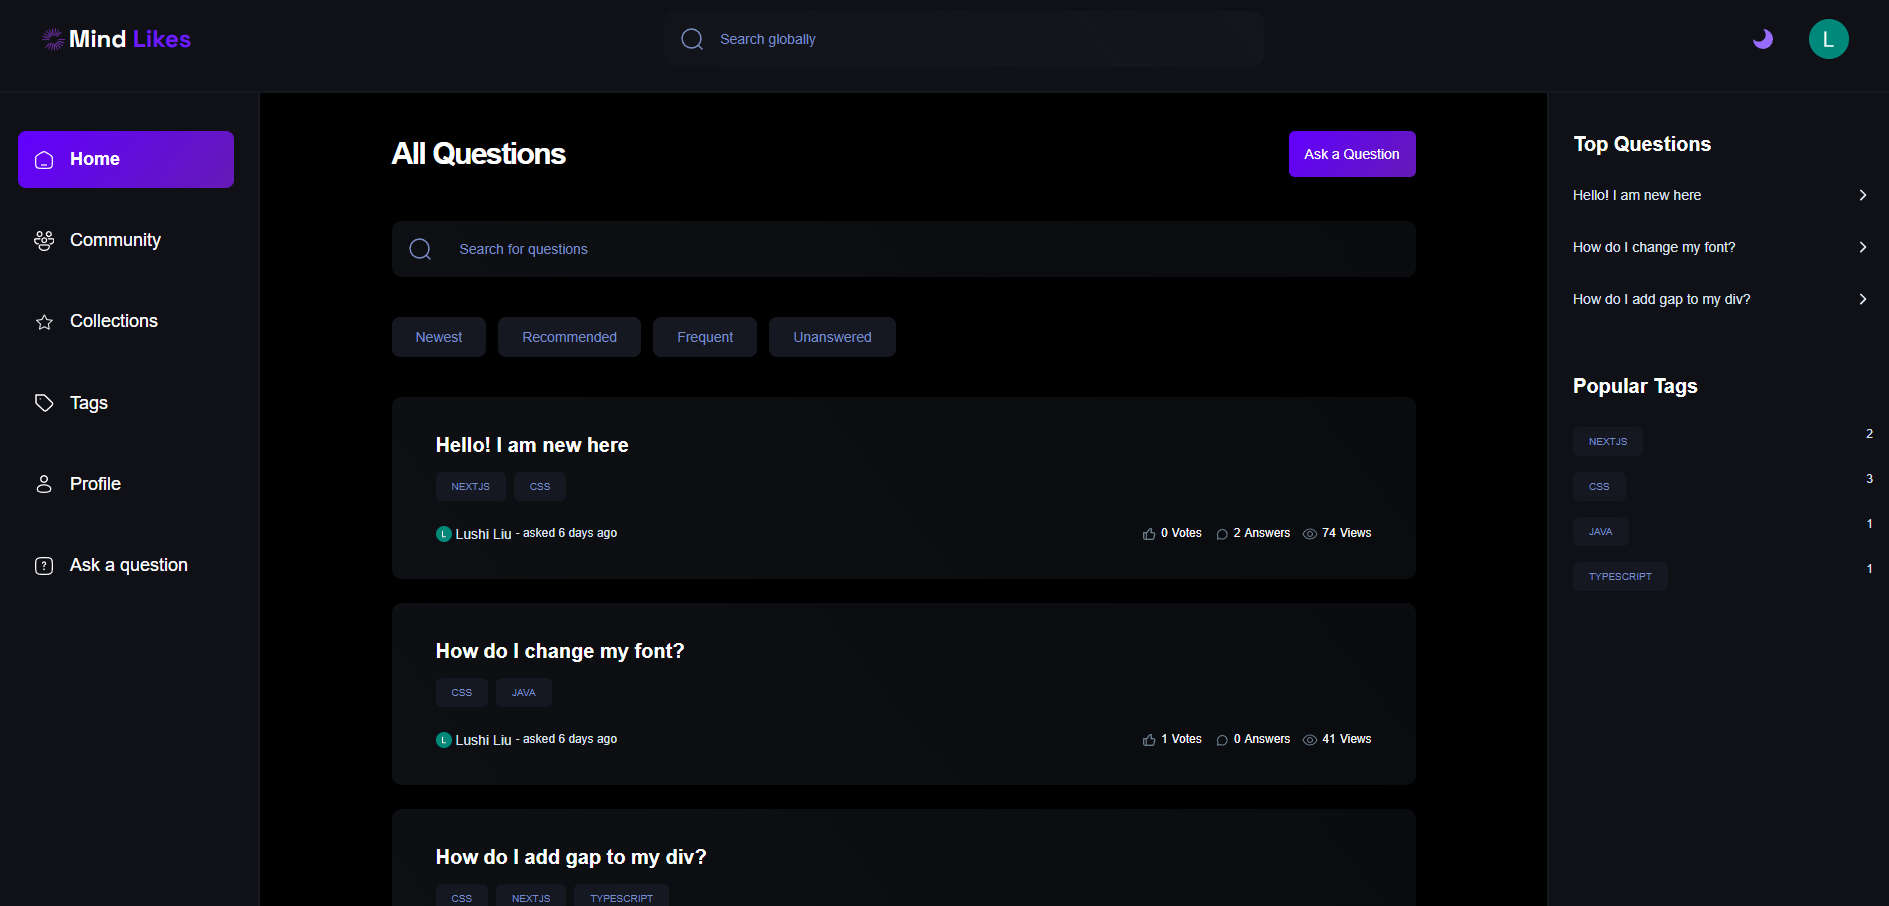 Mind Likes
Search globally
L
Home
Community
Collections
Tags
Profile
Ask a question
All Questions
Ask a Question
Search for questions
Newest
Recommended
Frequent
Unanswered
Hello! I am new here
NEXTJS
CSS
L Lushi Liu - asked 6 days ago
0 Votes
2 Answers
74 Views
How do I change my font?
CSS
JAVA
L Lushi Liu - asked 6 days ago
1 Votes
0 Answers
41 Views
How do I add gap to my div?
CSS
NEXTJS
TYPESCRIPT
Top Questions
Hello! I am new here
How do I change my font?
How do I add gap to my div?
Popular Tags
NEXTJS 2
CSS 3
JAVA 1
TYPESCRIPT 1